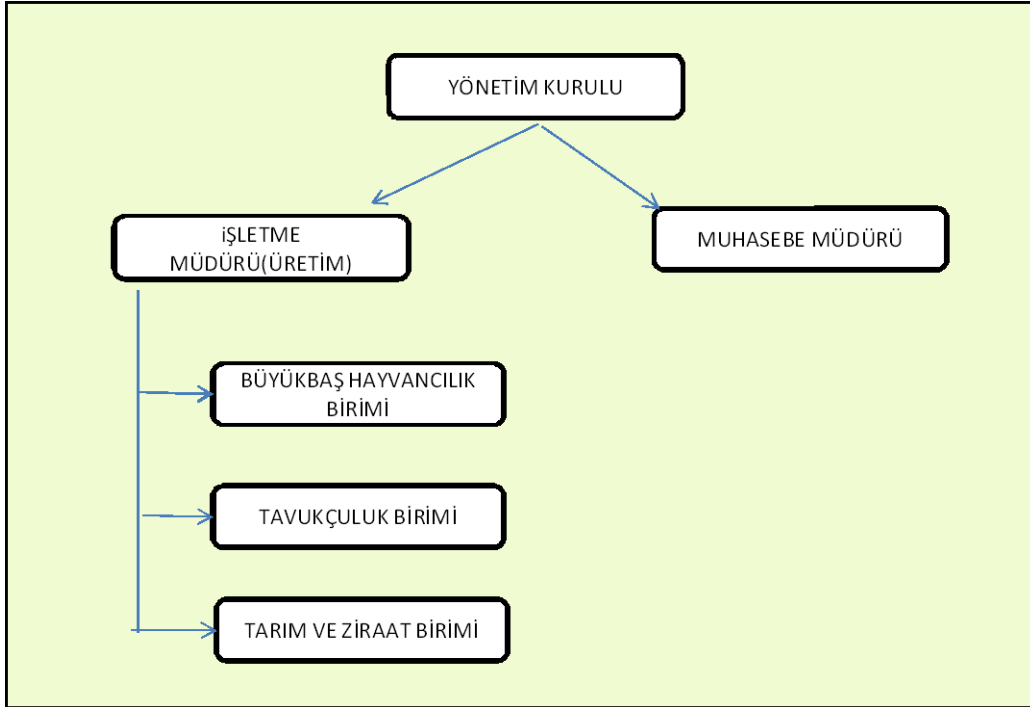 YÖNETİM KURULU
iŞLETME
MÜDÜRÜ(ÜRETİM)
MUHASEBE MÜDÜRÜ
BÜYÜKBAŞ HAYVANCILIK
BİRİMİ
TAVUKÇULUK BİRİMİ
TARIM VE ZİRAAT BİRİMİ